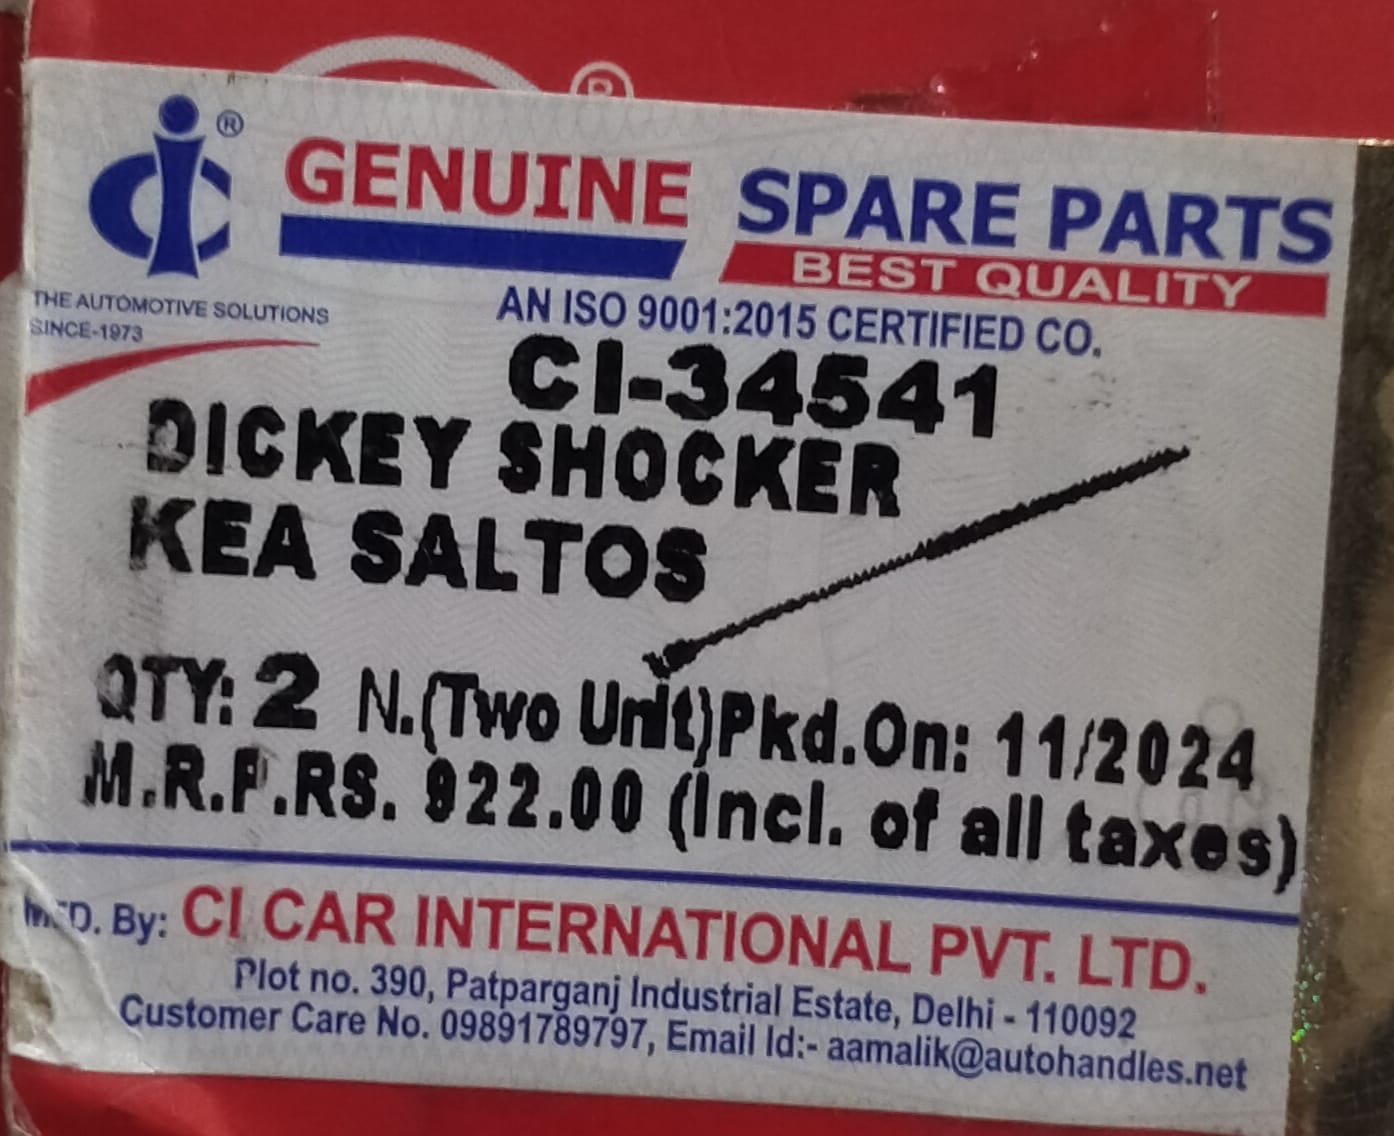 ®
CI ®
GENUINE SPARE PARTS
BEST QUALITY
THE AUTOMOTIVE SOLUTIONS
SINCE-1973
AN ISO 9001:2015 CERTIFIED CO.
CI-34541
DICKEY SHOCKER
KEA SALTOS
QTY: 2 N.(Two Unit)Pkd.On: 11/2024
M.R.P.RS. 922.00 (Incl. of all taxes)
MFD. By: CI CAR INTERNATIONAL PVT. LTD.
Plot no. 390, Patparganj Industrial Estate, Delhi - 110092
Customer Care No. 09891789797, Email Id:- aamalik@autohandles.net